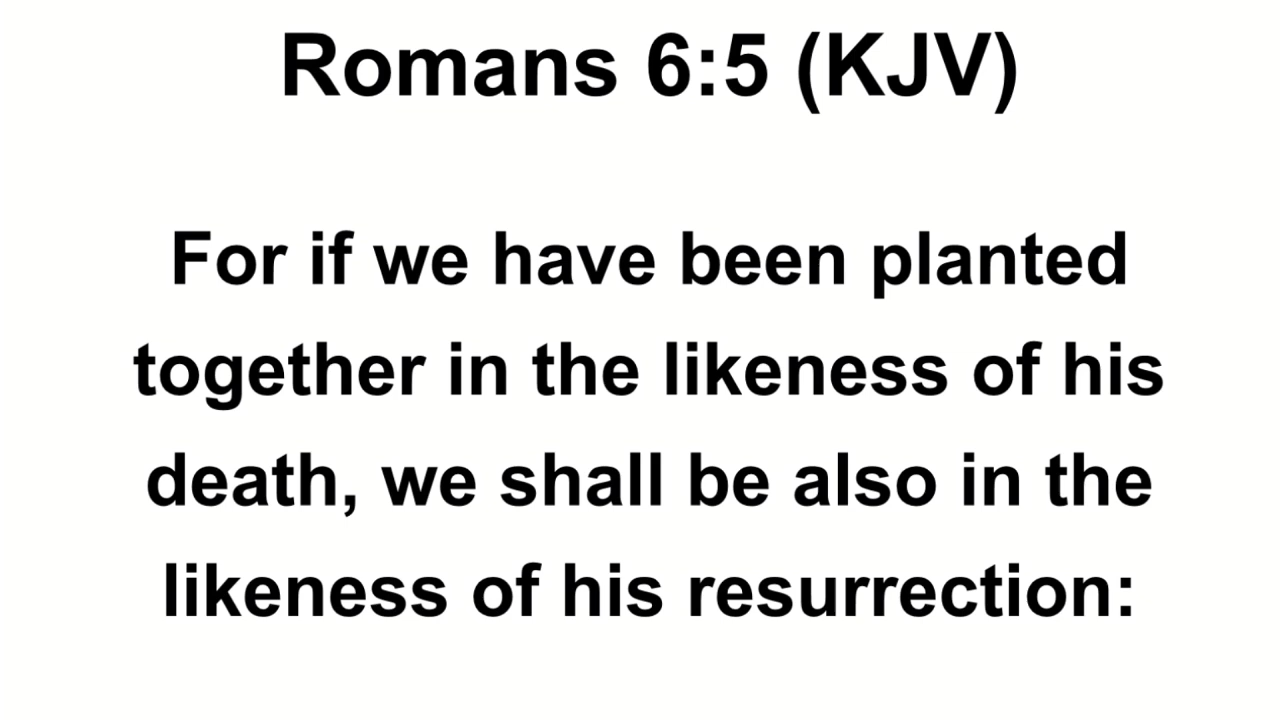 Romans 6:5 (KJV)
For if we have been planted
together in the likeness of his
death, we shall be also in the
likeness of his resurrection: